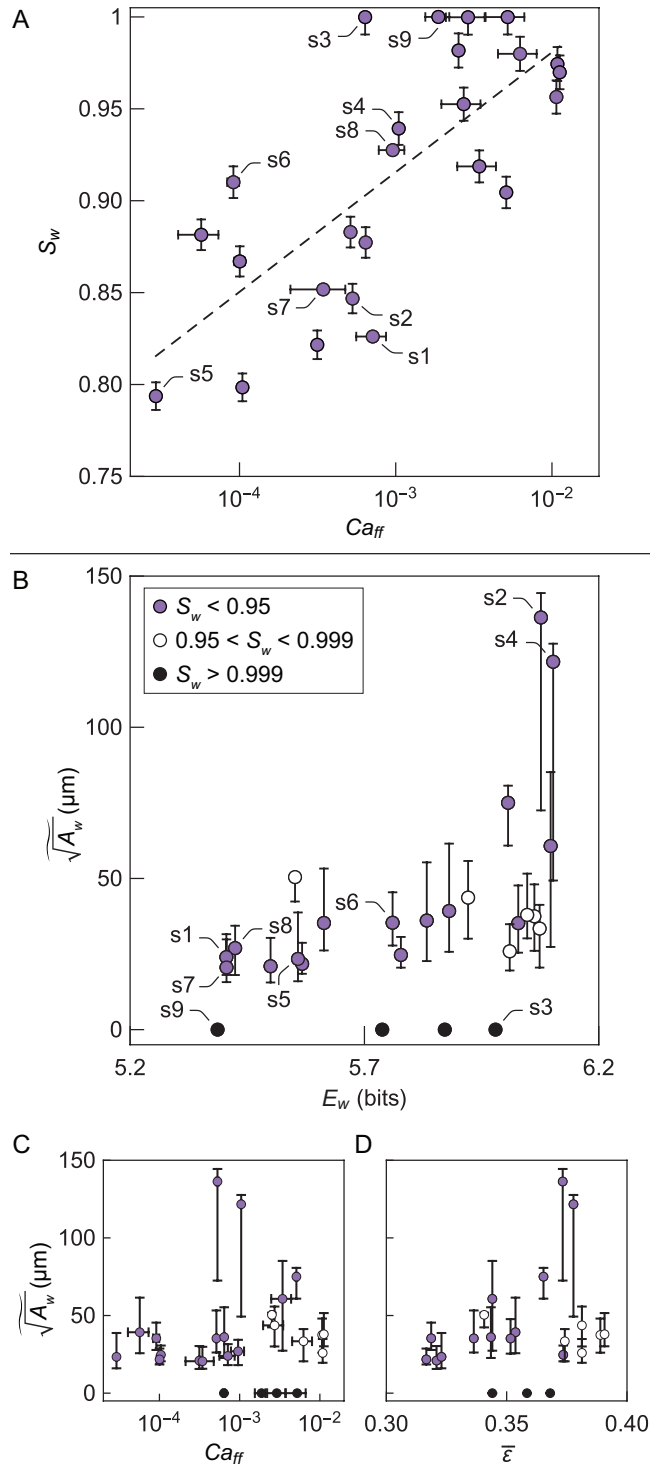 A
1
s3
s9
0.95
s4
s8
s6
0.90
S_w
0.85
s7
s2
s1
0.80
s5
0.75
10⁻⁴
10⁻³
10⁻²
Ca_ff
B
150
S_w < 0.95
0.95 < S_w < 0.999
S_w > 0.999
s2
s4
100
√A_w (μm)
50
s6
s1
s8
s7
s5
s9
s3
0
5.2
5.7
6.2
E_w (bits)
C
D
150
100
√A_w (μm)
50
0
10⁻⁴
10⁻³
10⁻²
0.30
0.35
0.40
Ca_ff
ε̅